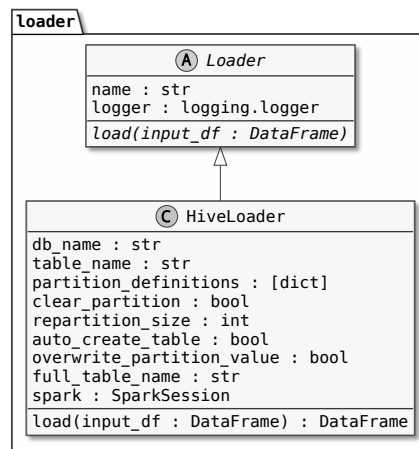 loader
A Loader
name : str
logger : logging.logger
load(input_df : DataFrame)
C HiveLoader
db_name : str
table_name : str
partition_definitions : [dict]
clear_partition : bool
repartition_size : int
auto_create_table : bool
overwrite_partition_value : bool
full_table_name : str
spark : SparkSession
load(input_df : DataFrame) : DataFrame